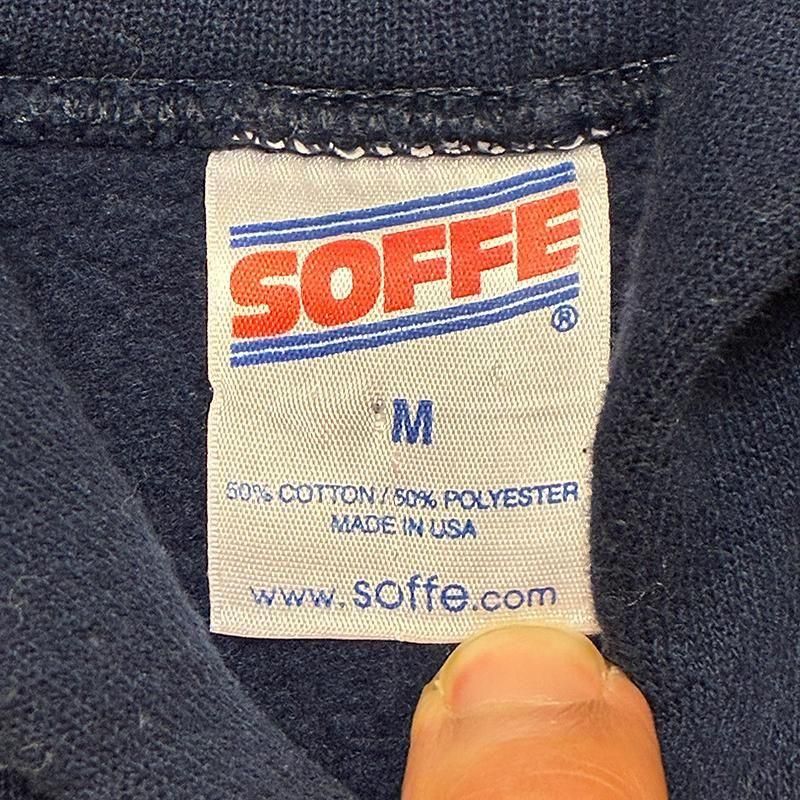 SOFFE
®
M
50% COTTON / 50% POLYESTER
MADE IN USA
www.soffe.com